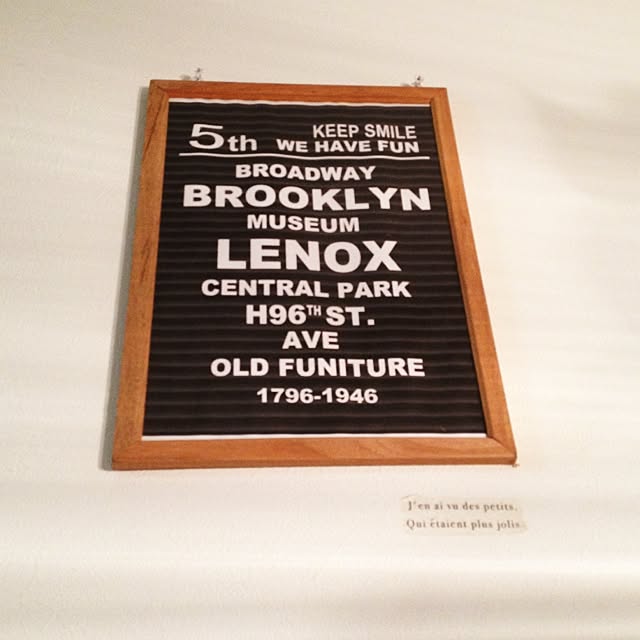 5th KEEP SMILE
WE HAVE FUN
BROADWAY
BROOKLYN
MUSEUM
LENOX
CENTRAL PARK
H96TH ST.
AVE
OLD FUNITURE
1796-1946
J'en ai vu des petits.
Qui étaient plus jolis.